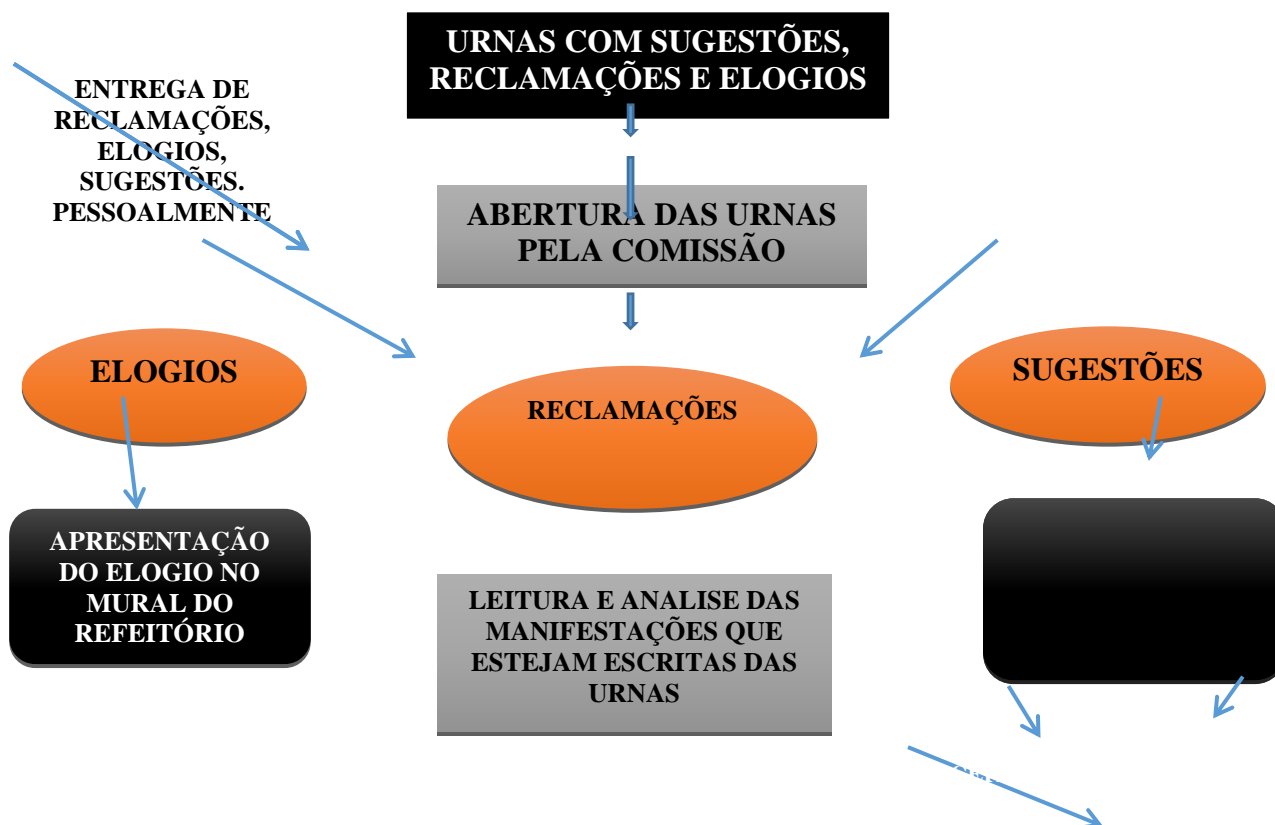 URNAS COM SUGESTÕES,
RECLAMAÇÕES E ELOGIOS
ENTREGA DE
RECLAMAÇÕES,
ELOGIOS,
SUGESTÕES.
PESSOALMENTE
ABERTURA DAS URNAS
PELA COMISSÃO
ELOGIOS
RECLAMAÇÕES
SUGESTÕES
APRESENTAÇÃO
DO ELOGIO NO
MURAL DO
REFEITÓRIO
LEITURA E ANALISE DAS
MANIFESTAÇÕES QUE
ESTEJAM ESCRITAS DAS
URNAS